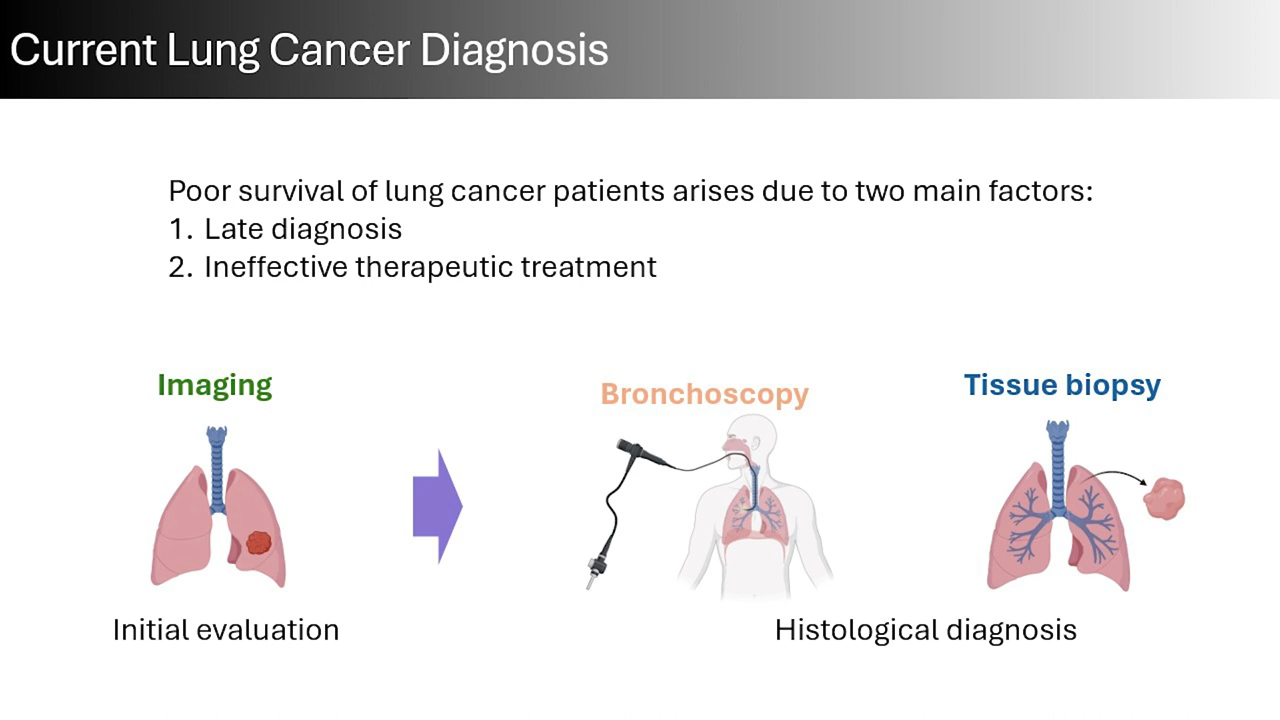 Current Lung Cancer Diagnosis
Poor survival of lung cancer patients arises due to two main factors:
1. Late diagnosis
2. Ineffective therapeutic treatment
Imaging
Bronchoscopy
Tissue biopsy
Initial evaluation
Histological diagnosis